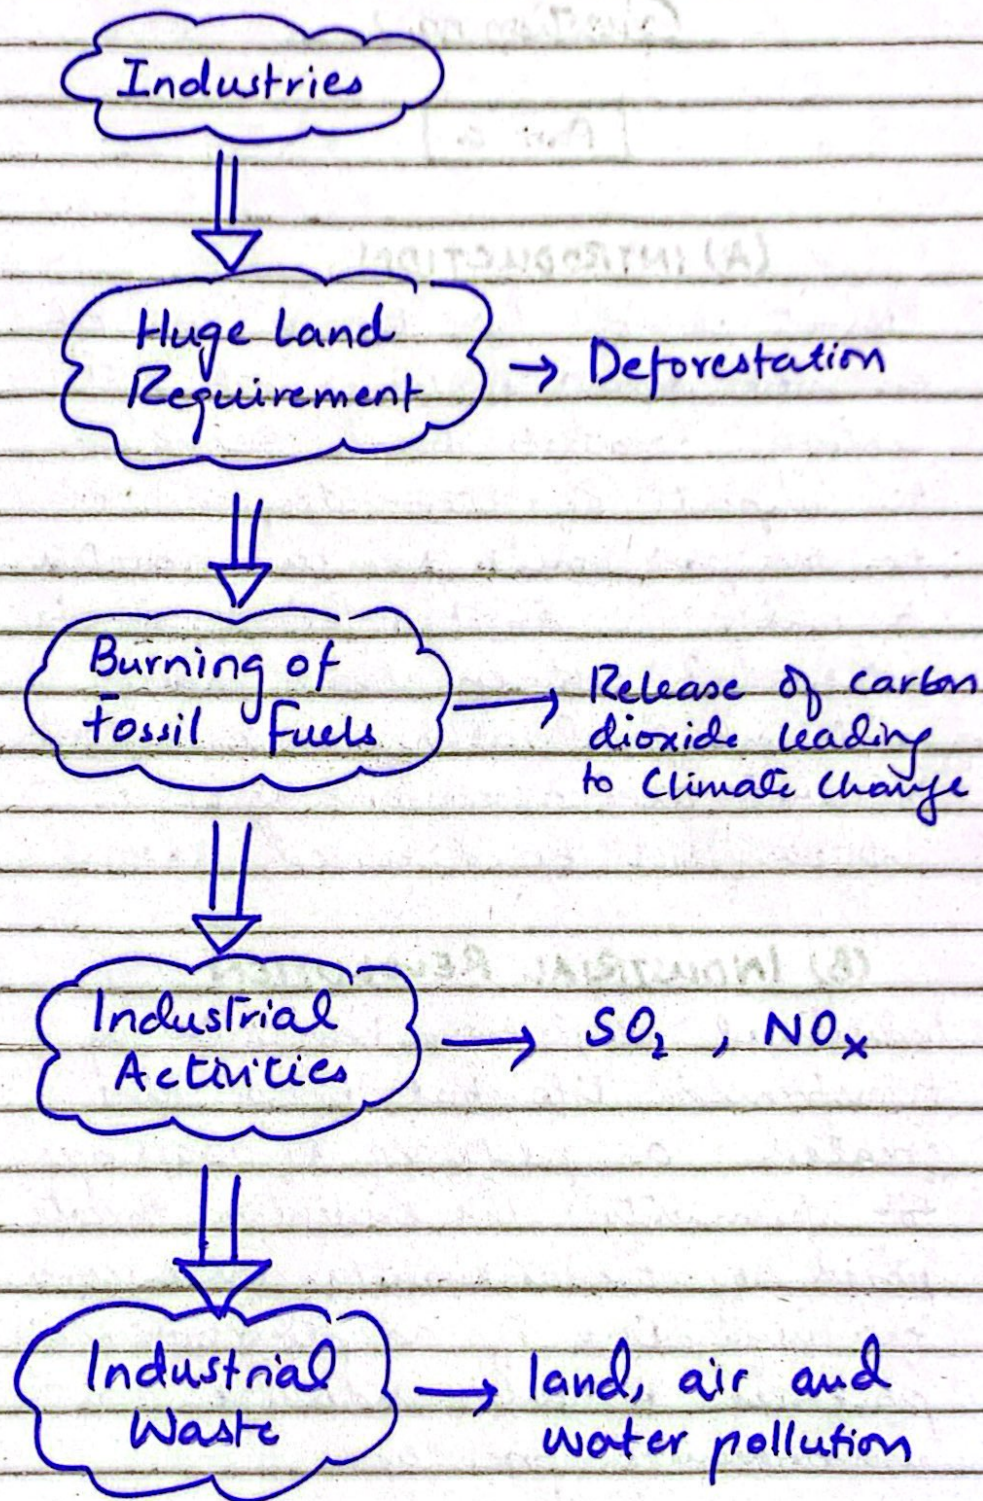 Industries
Huge Land
Requirement → Deforestation
Burning of
Fossil Fuels → Release of carbon
dioxide leading
to Climate Change
Industrial
Activities → SO₂ , NOₓ
Industrial
Waste → land, air and
water pollution